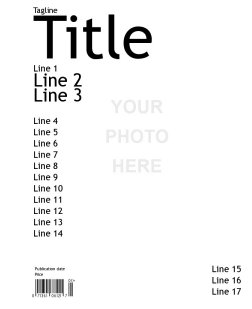 Tagline
Title
Line 1
Line 2
Line 3
YOUR
PHOTO
HERE
Line 4
Line 5
Line 6
Line 7
Line 8
Line 9
Line 10
Line 11
Line 12
Line 13
Line 14
Publication date
Price
Line 15
Line 16
Line 17